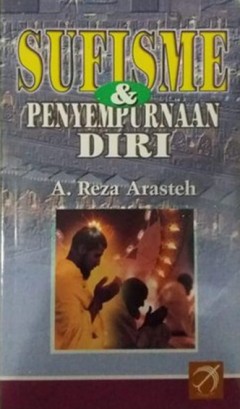 SUFISME
&
PENYEMPURNAAN
DIRI
A. Reza Arasteh